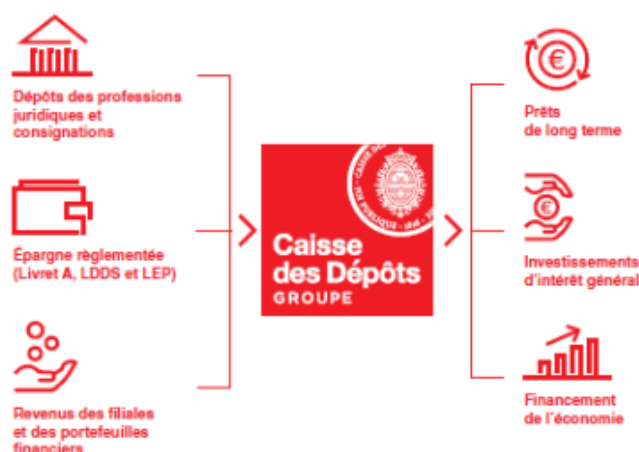 Dépôts des professions
juridiques et
consignations
Épargne règlementée
(Livret A, LDDS et LEP)
Revenus des filiales
et des portefeuilles
financiers
Caisse
des Dépôts
GROUPE
Prêts
de long terme
Investissements
d'intérêt général
Financement
de l'économie